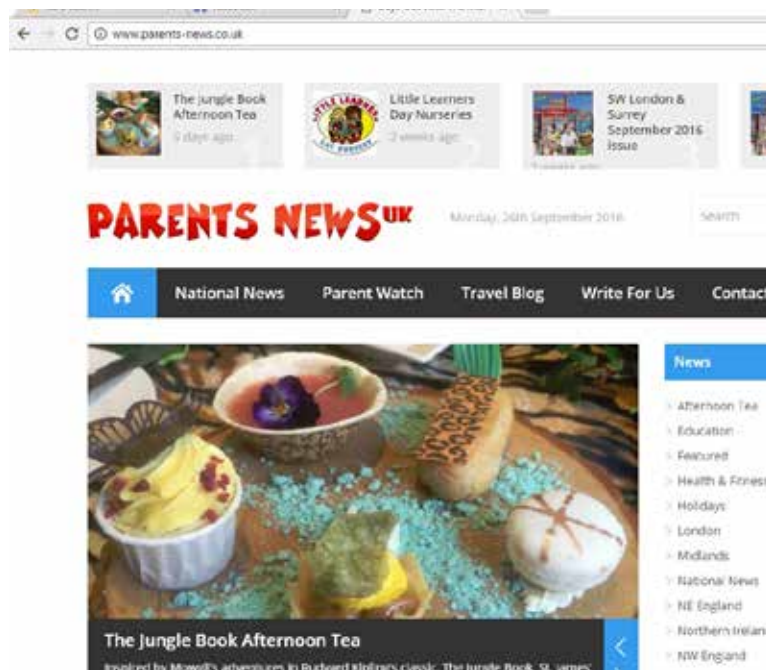 www.parents-news.co.uk
The Jungle Book
Afternoon Tea
days ago
Little Learners
Day Nurseries
2 weeks ago
SW London &
Surrey
September 2016
issue
PARENTS NEWS UK
Monday, 26th September 2016
Search
National News
Parent Watch
Travel Blog
Write For Us
Contact
News
Afternoon Tea
Education
Featured
Health & Fitness
Holidays
London
Midlands
National News
NE England
Northern Irelan
NW England
The Jungle Book Afternoon Tea
Inspired by Mowgli's adventures in Rudyard Kipling's classic, The Jungle Book, St. James'